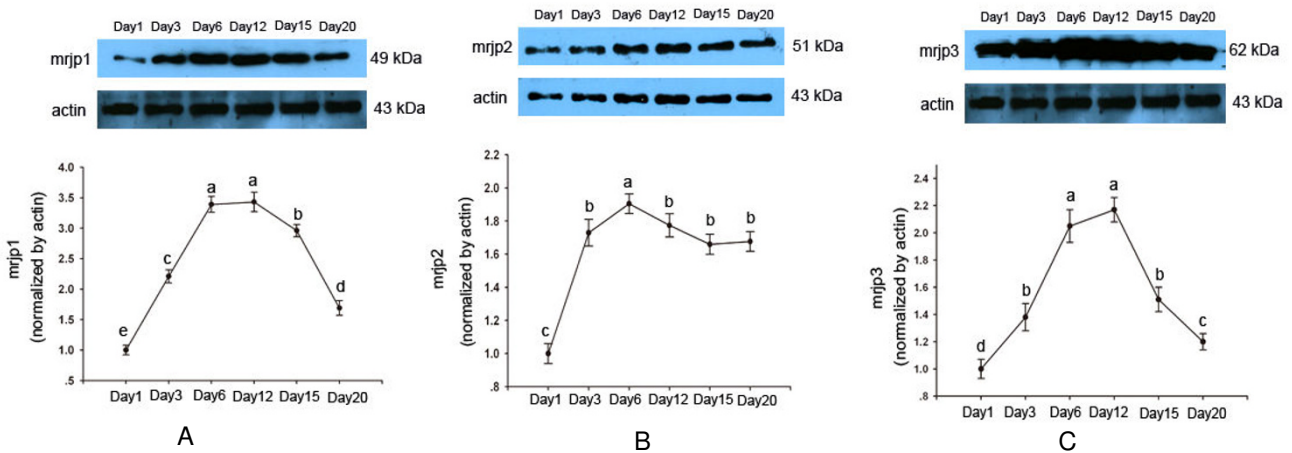 Day1 Day3 Day6 Day12 Day15 Day20
mrjp1 49 kDa
actin 43 kDa
mrjp1
(normalized by actin)
4.0
3.5
3.0
2.5
2.0
1.5
1.0
.5
e c a a b d
Day1 Day3 Day6 Day12 Day15 Day20
A
Day1 Day3 Day6 Day12 Day15 Day20
mrjp2 51 kDa
actin 43 kDa
mrjp2
(normalized by actin)
2.2
2.0
1.8
1.6
1.4
1.2
1.0
.8
c b a b b b
Day1 Day3 Day6 Day12 Day15 Day20
B
Day1 Day3 Day6 Day12 Day15 Day20
mrjp3 62 kDa
actin 43 kDa
mrjp3
(normalized by actin)
2.4
2.2
2.0
1.8
1.6
1.4
1.2
1.0
.8
d b a a b c
Day1 Day3 Day6 Day12 Day15 Day20
C